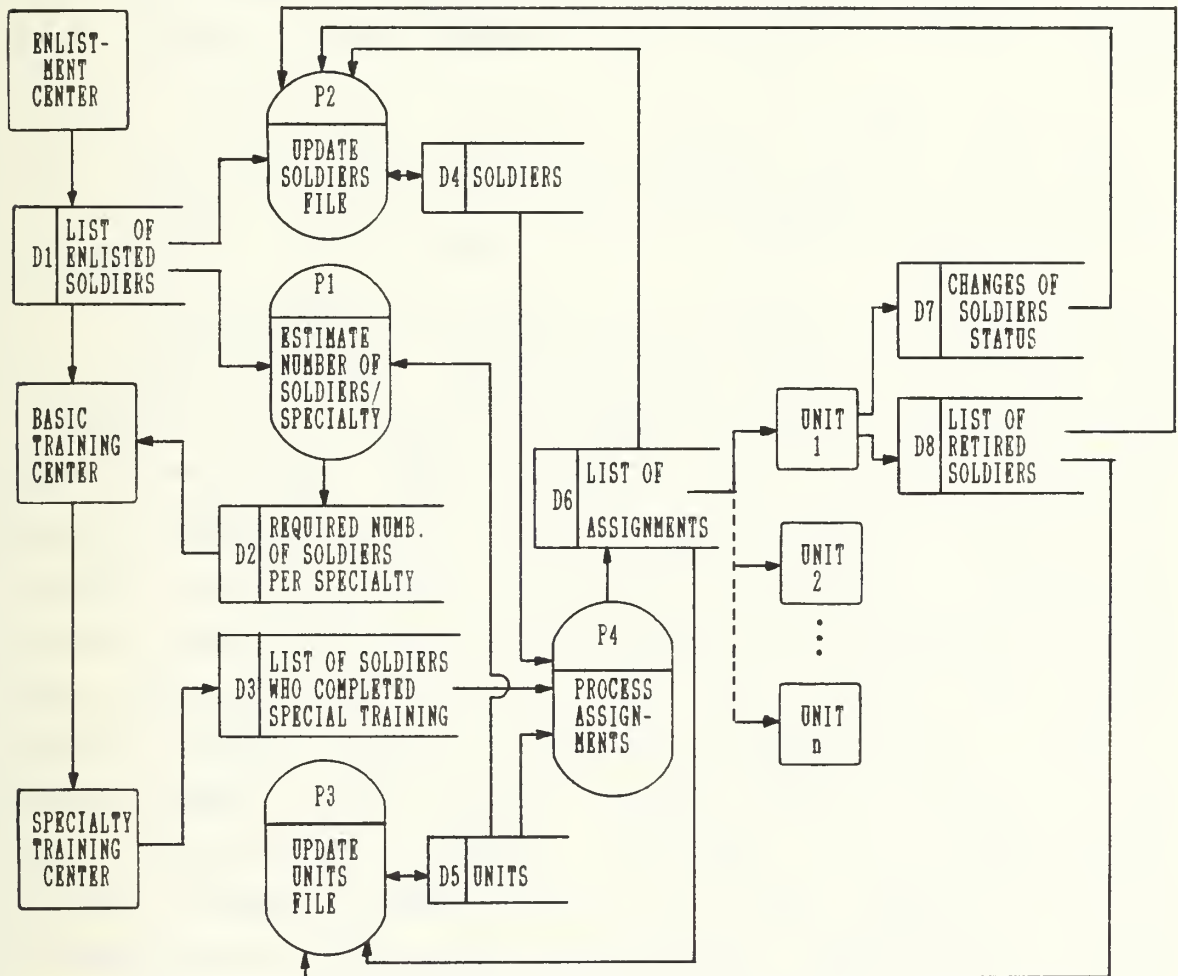 ENLIST-
MENT
CENTER
P2
UPDATE
SOLDIERS
FILE
D4 SOLDIERS
D1
LIST OF
ENLISTED
SOLDIERS
P1
ESTIMATE
NUMBER OF
SOLDIERS/
SPECIALTY
D7
CHANGES OF
SOLDIERS
STATUS
BASIC
TRAINING
CENTER
UNIT
1
D8
LIST OF
RETIRED
SOLDIERS
D6
LIST OF
ASSIGNMENTS
D2
REQUIRED NUMB.
OF SOLDIERS
PER SPECIALTY
UNIT
2
P4
PROCESS
ASSIGN-
MENTS
D3
LIST OF SOLDIERS
WHO COMPLETED
SPECIAL TRAINING
UNIT
n
SPECIALTY
TRAINING
CENTER
P3
UPDATE
UNITS
FILE
D5 UNITS